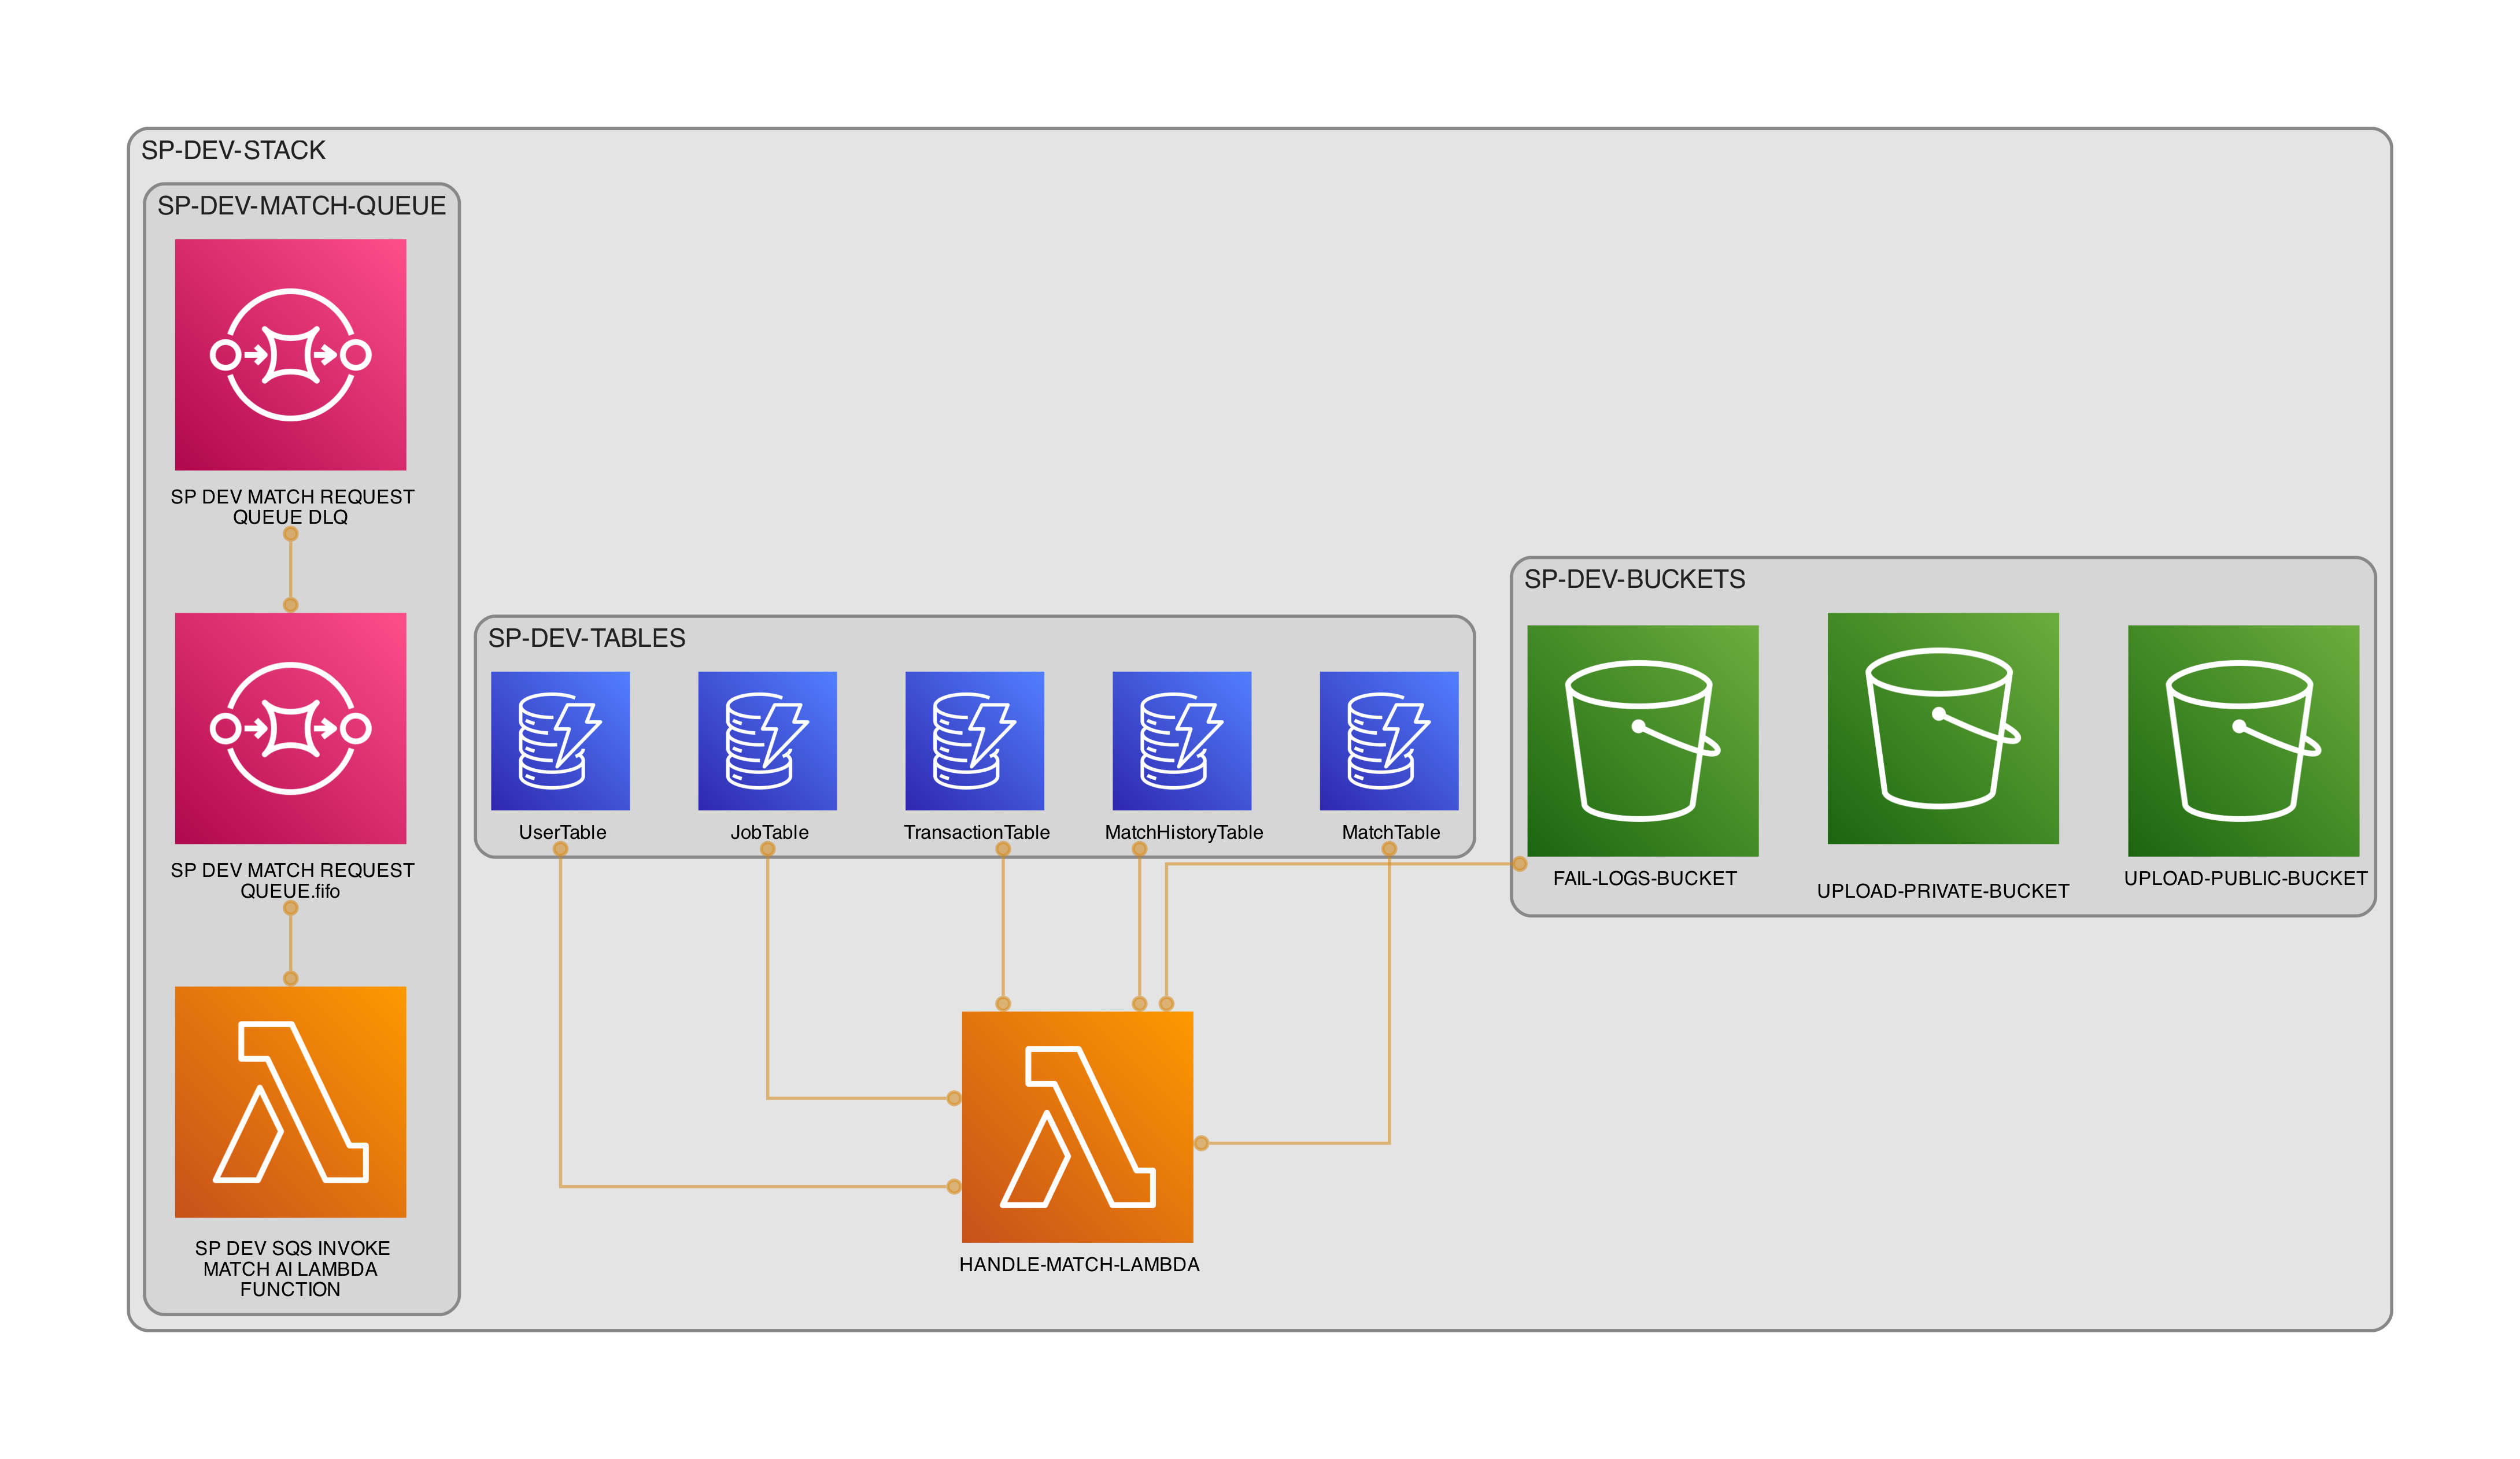 SP-DEV-STACK
SP-DEV-MATCH-QUEUE
SP DEV MATCH REQUEST
QUEUE DLQ
SP DEV MATCH REQUEST
QUEUE.fifo
SP DEV SQS INVOKE
MATCH AI LAMBDA
FUNCTION
SP-DEV-TABLES
UserTable
JobTable
TransactionTable
MatchHistoryTable
MatchTable
SP-DEV-BUCKETS
FAIL-LOGS-BUCKET
UPLOAD-PRIVATE-BUCKET
UPLOAD-PUBLIC-BUCKET
HANDLE-MATCH-LAMBDA